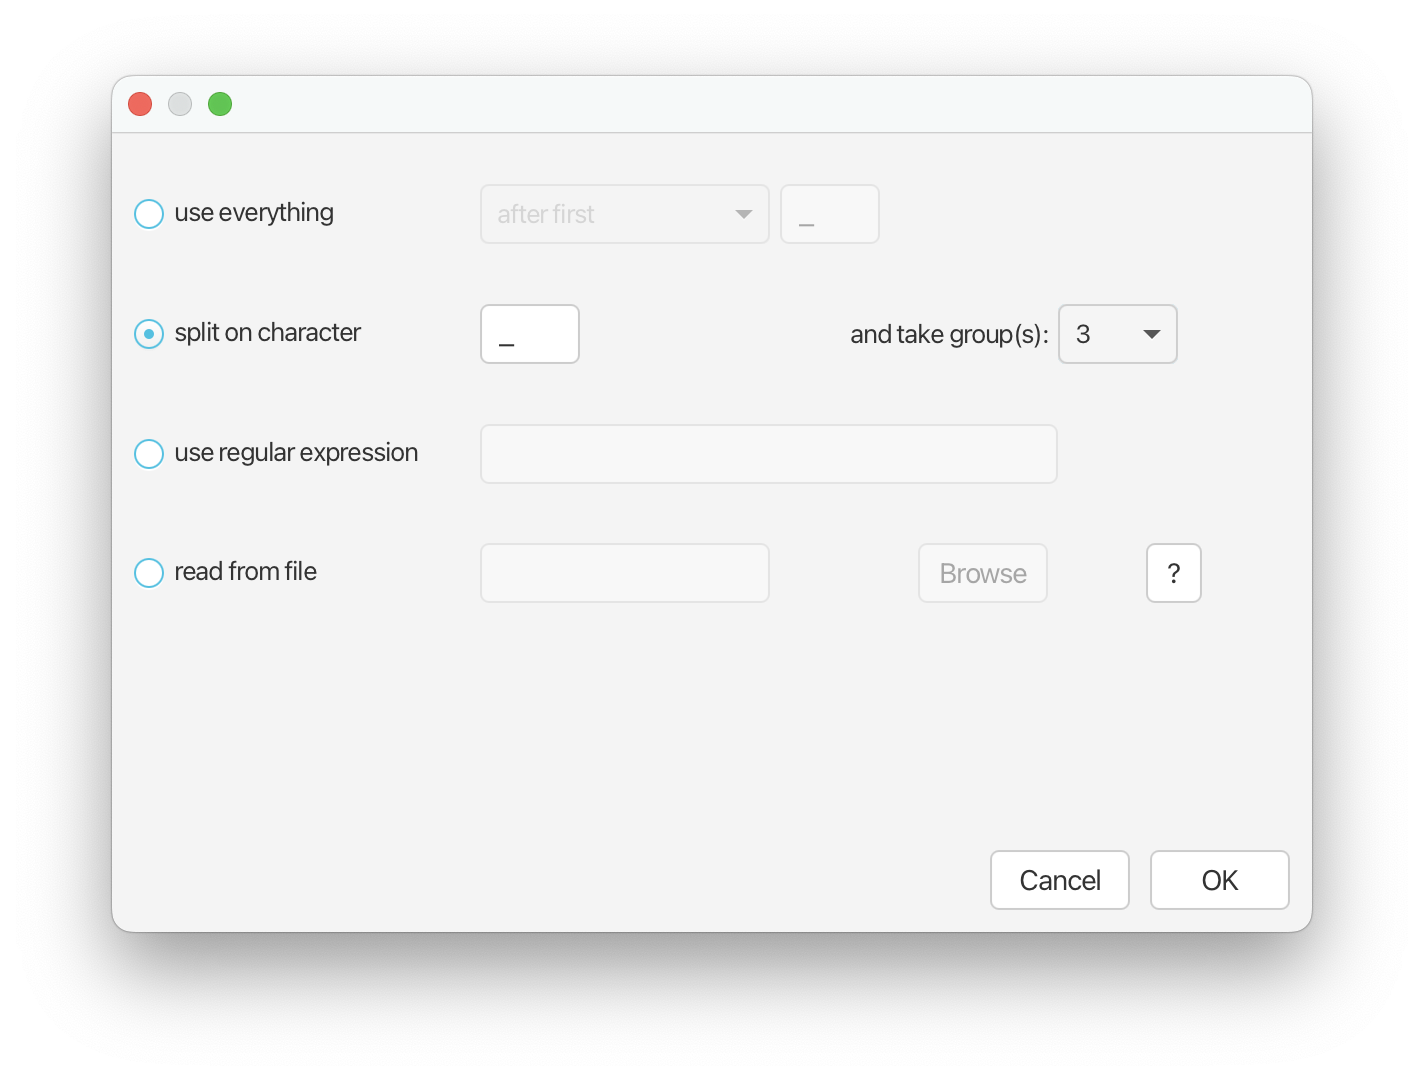 use everything after first _
split on character _ and take group(s): 3
use regular expression
read from file Browse ?
Cancel OK